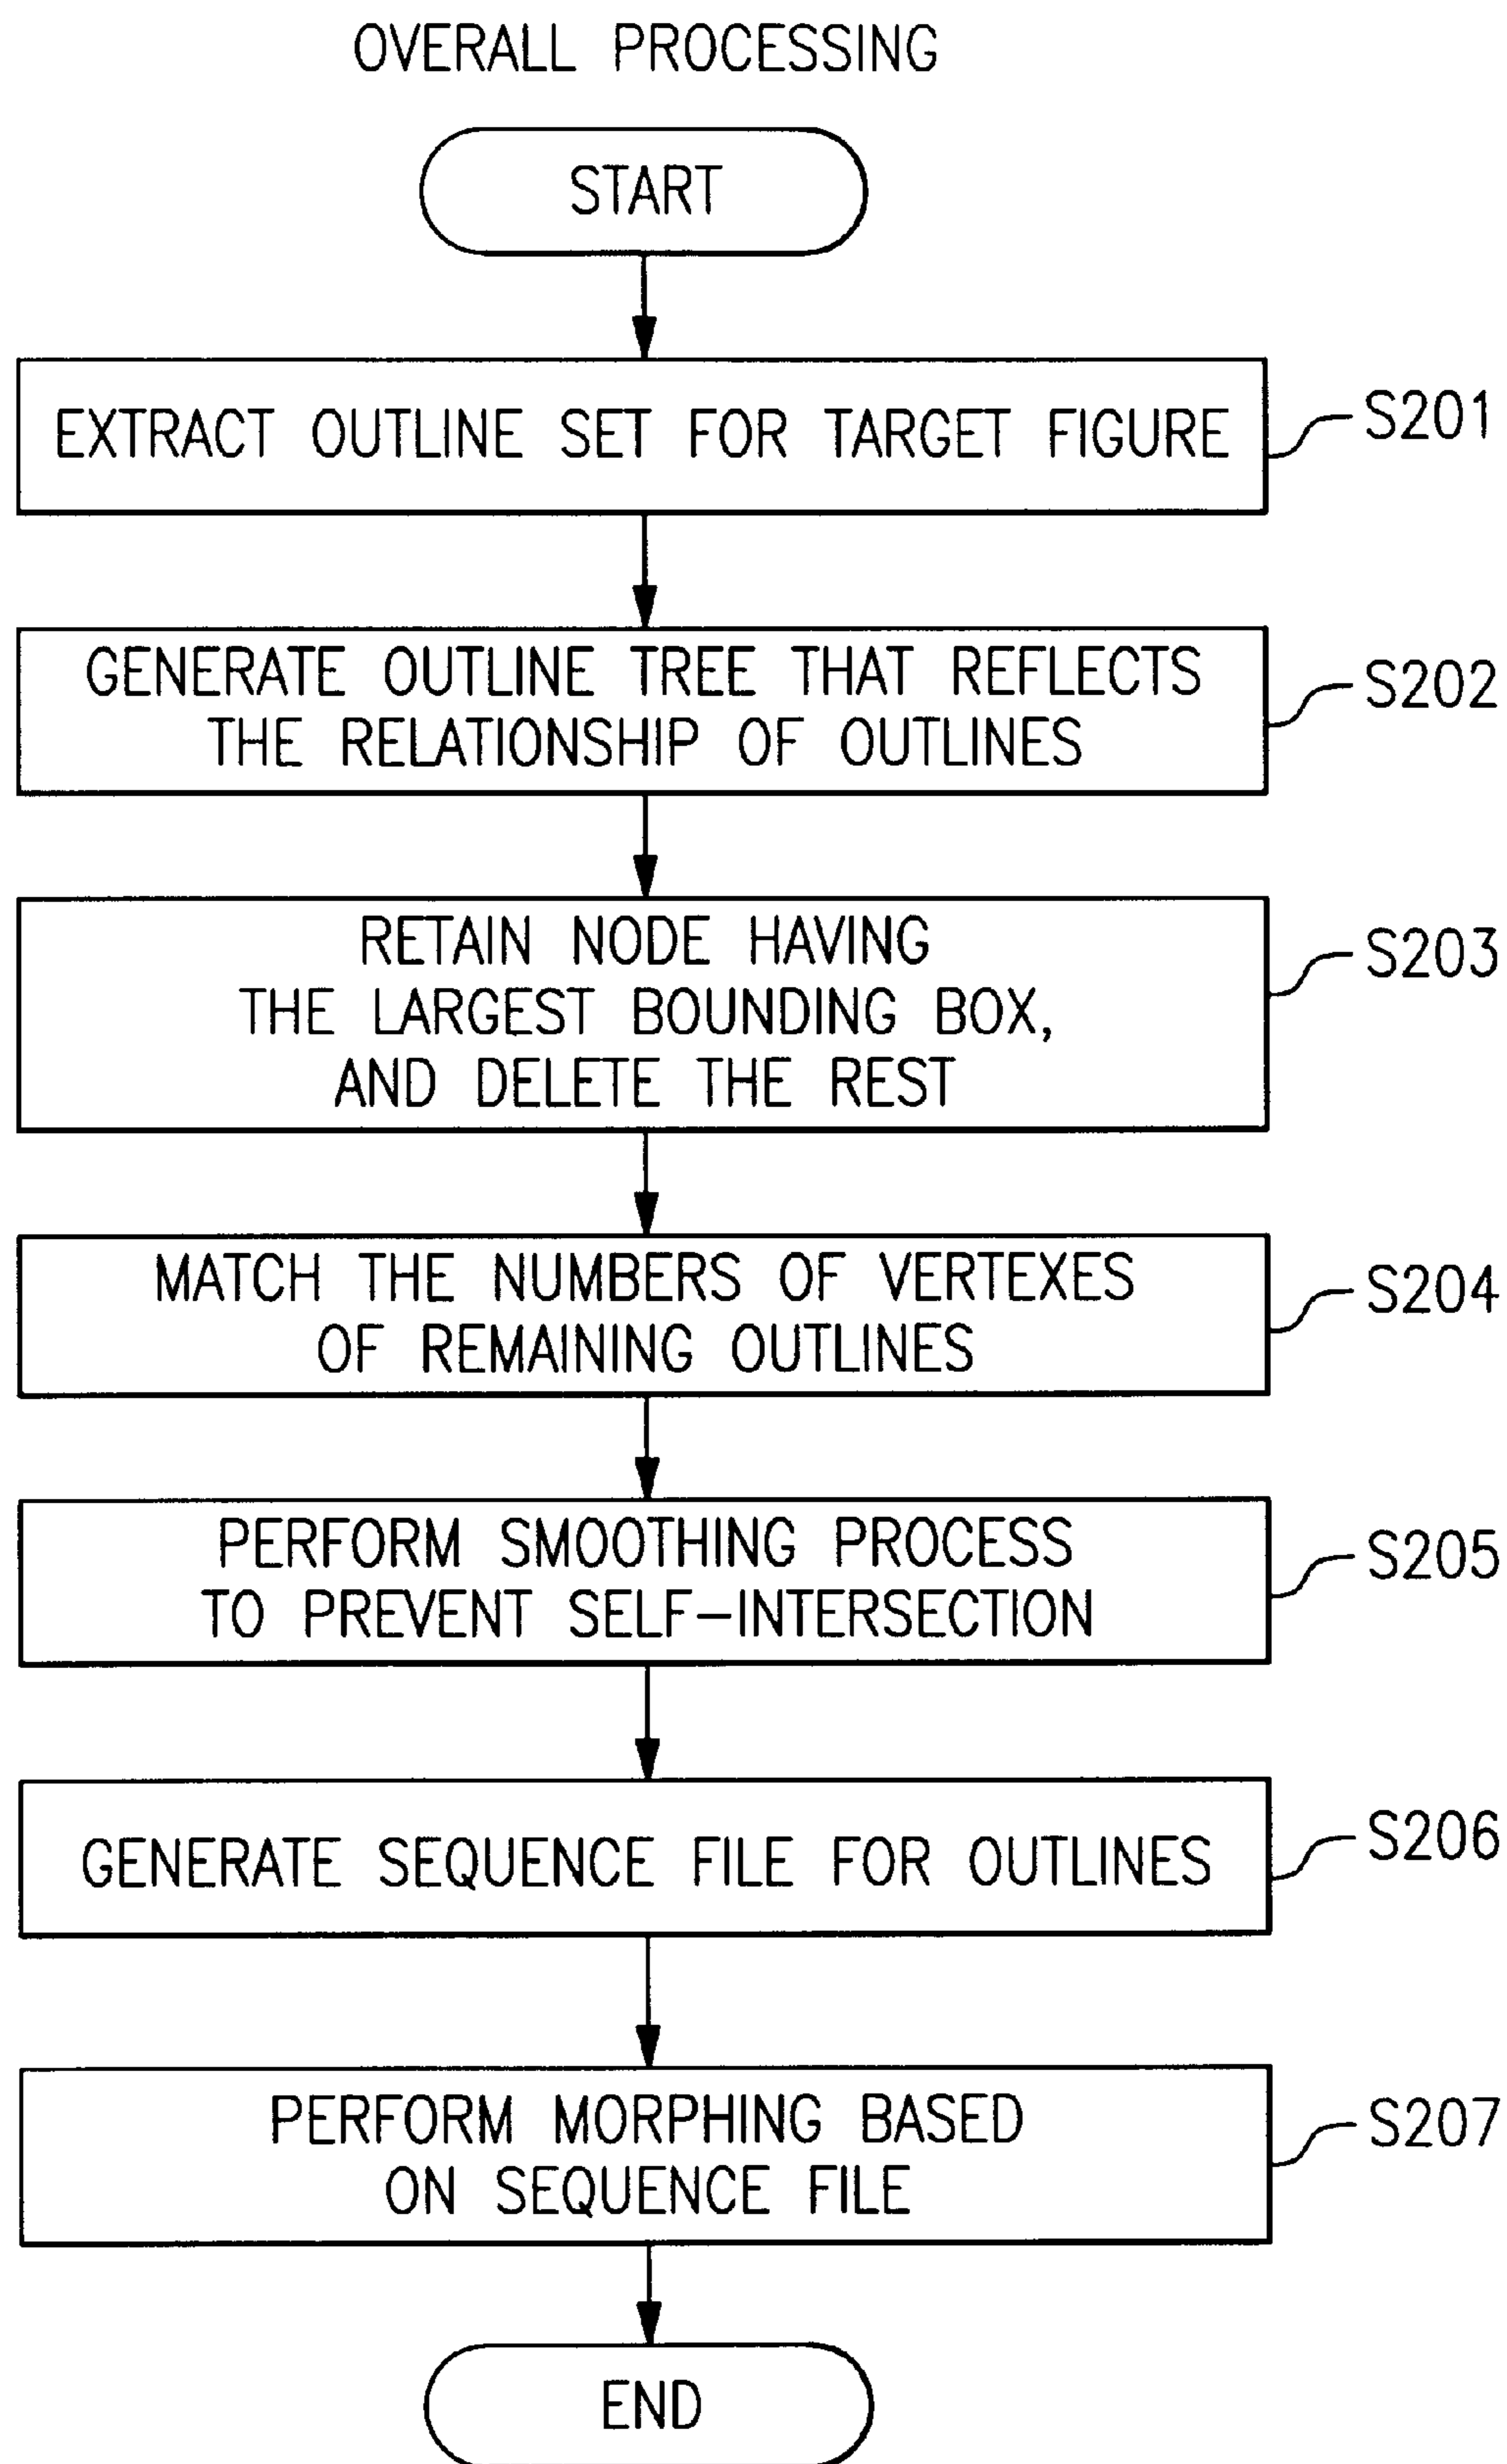 OVERALL PROCESSING
START
EXTRACT OUTLINE SET FOR TARGET FIGURE
S201
GENERATE OUTLINE TREE THAT REFLECTS
THE RELATIONSHIP OF OUTLINES
S202
RETAIN NODE HAVING
THE LARGEST BOUNDING BOX,
AND DELETE THE REST
S203
MATCH THE NUMBERS OF VERTEXES
OF REMAINING OUTLINES
S204
PERFORM SMOOTHING PROCESS
TO PREVENT SELF-INTERSECTION
S205
GENERATE SEQUENCE FILE FOR OUTLINES
S206
PERFORM MORPHING BASED
ON SEQUENCE FILE
S207
END